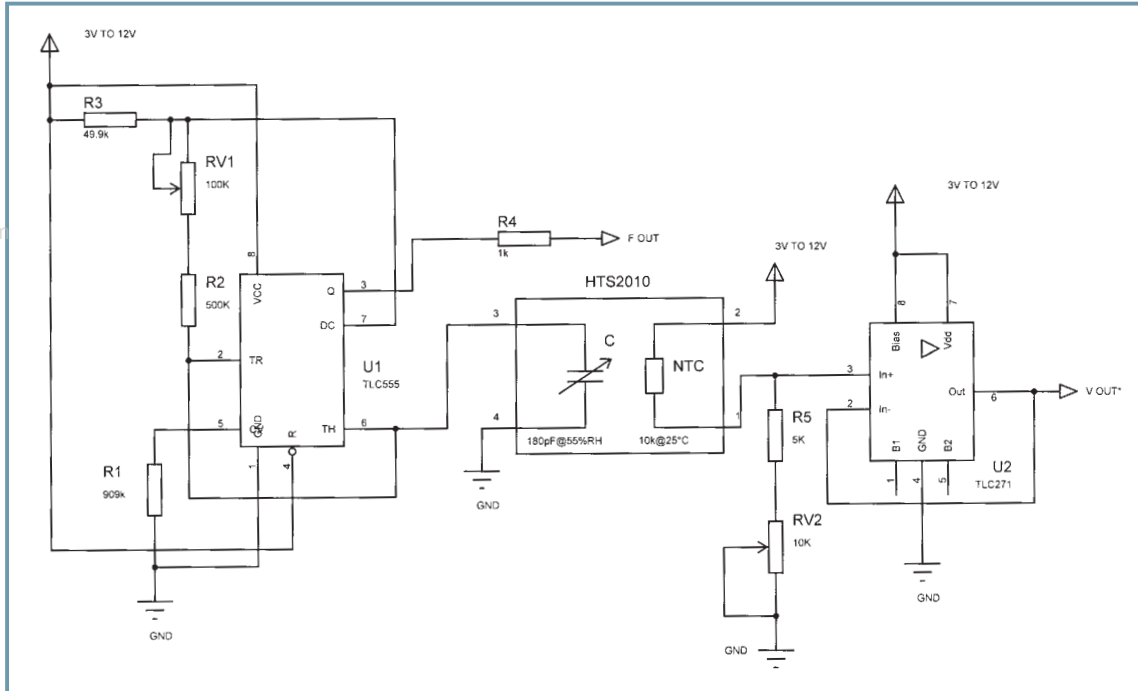 3V TO 12V
R3
49.9k
RV1
100K
R2
500K
8
VCC
Q
3
DC
7
2
TR
U1
TLC555
5
GND
R
TH
6
1
4
R1
909k
GND
R4
1k
F OUT
HTS2010
3
C
4
180pF@55%RH
GND
NTC
10k@25°C
2
1
3V TO 12V
R5
5K
RV2
10K
GND
3V TO 12V
8
7
Bias
Vdd
3
In+
2
In-
Out
6
V OUT*
B1
GND
B2
1
4
5
U2
TLC271
GND